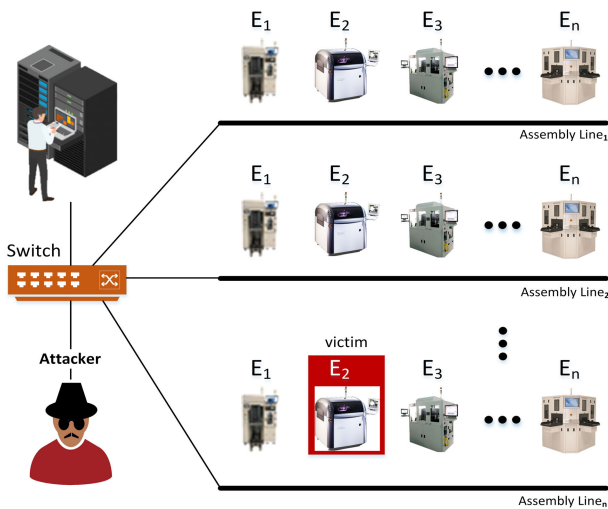 E1 E2 E3 En
Assembly Line1
E1 E2 E3 En
Assembly Line2
Switch
Attacker
victim
E1 E2 E3 En
Assembly Linen